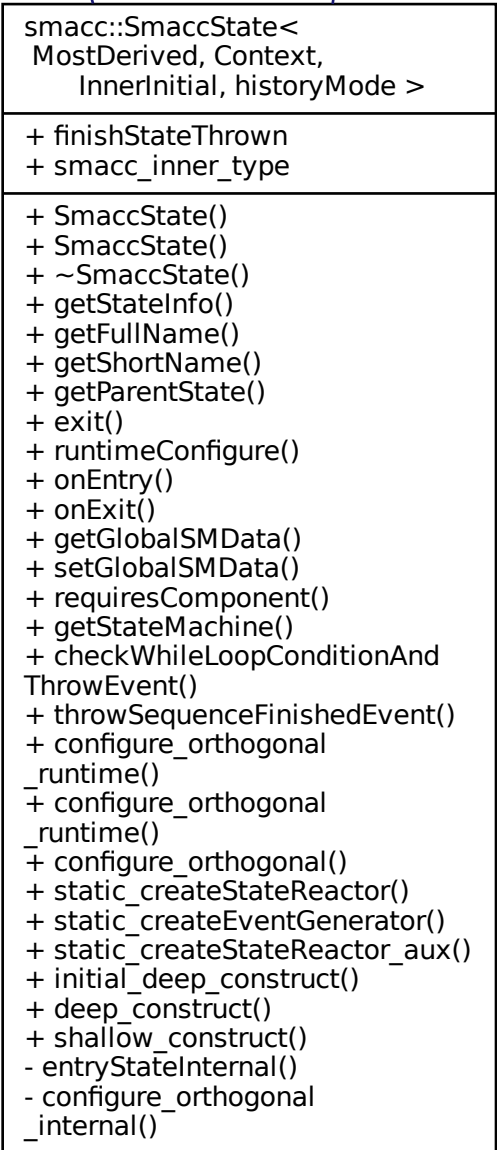 smacc::SmaccState<
MostDerived, Context,
InnerInitial, historyMode >
+ finishStateThrown
+ smacc_inner_type
+ SmaccState()
+ SmaccState()
+ ~SmaccState()
+ getStateInfo()
+ getFullName()
+ getShortName()
+ getParentState()
+ exit()
+ runtimeConfigure()
+ onEntry()
+ onExit()
+ getGlobalSMData()
+ setGlobalSMData()
+ requiresComponent()
+ getStateMachine()
+ checkWhileLoopConditionAnd
ThrowEvent()
+ throwSequenceFinishedEvent()
+ configure_orthogonal
_runtime()
+ configure_orthogonal
_runtime()
+ configure_orthogonal()
+ static_createStateReactor()
+ static_createEventGenerator()
+ static_createStateReactor_aux()
+ initial_deep_construct()
+ deep_construct()
+ shallow_construct()
- entryStateInternal()
- configure_orthogonal
_internal()